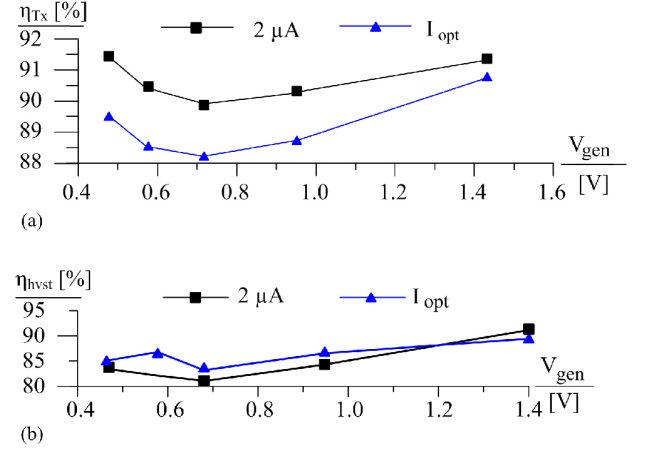 ηTx [%]
2 µA
I opt
92
91
90
89
88
0.4 0.6 0.8 1.0 1.2 1.4 1.6
Vgen
[V]
(a)
ηhvst [%]
2 µA
I opt
95
90
85
80
0.4 0.6 0.8 1.0 1.2 1.4
Vgen
[V]
(b)